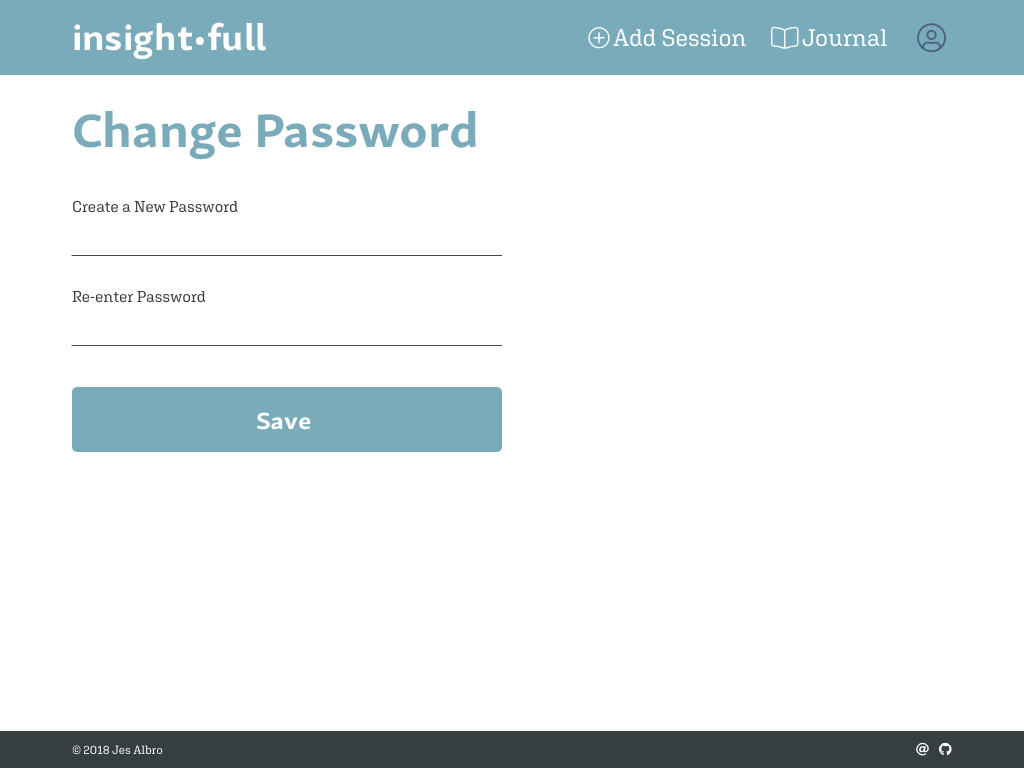 insight•full
Add Session Journal
Change Password
Create a New Password
Re-enter Password
Save
© 2018 Jes Albro @